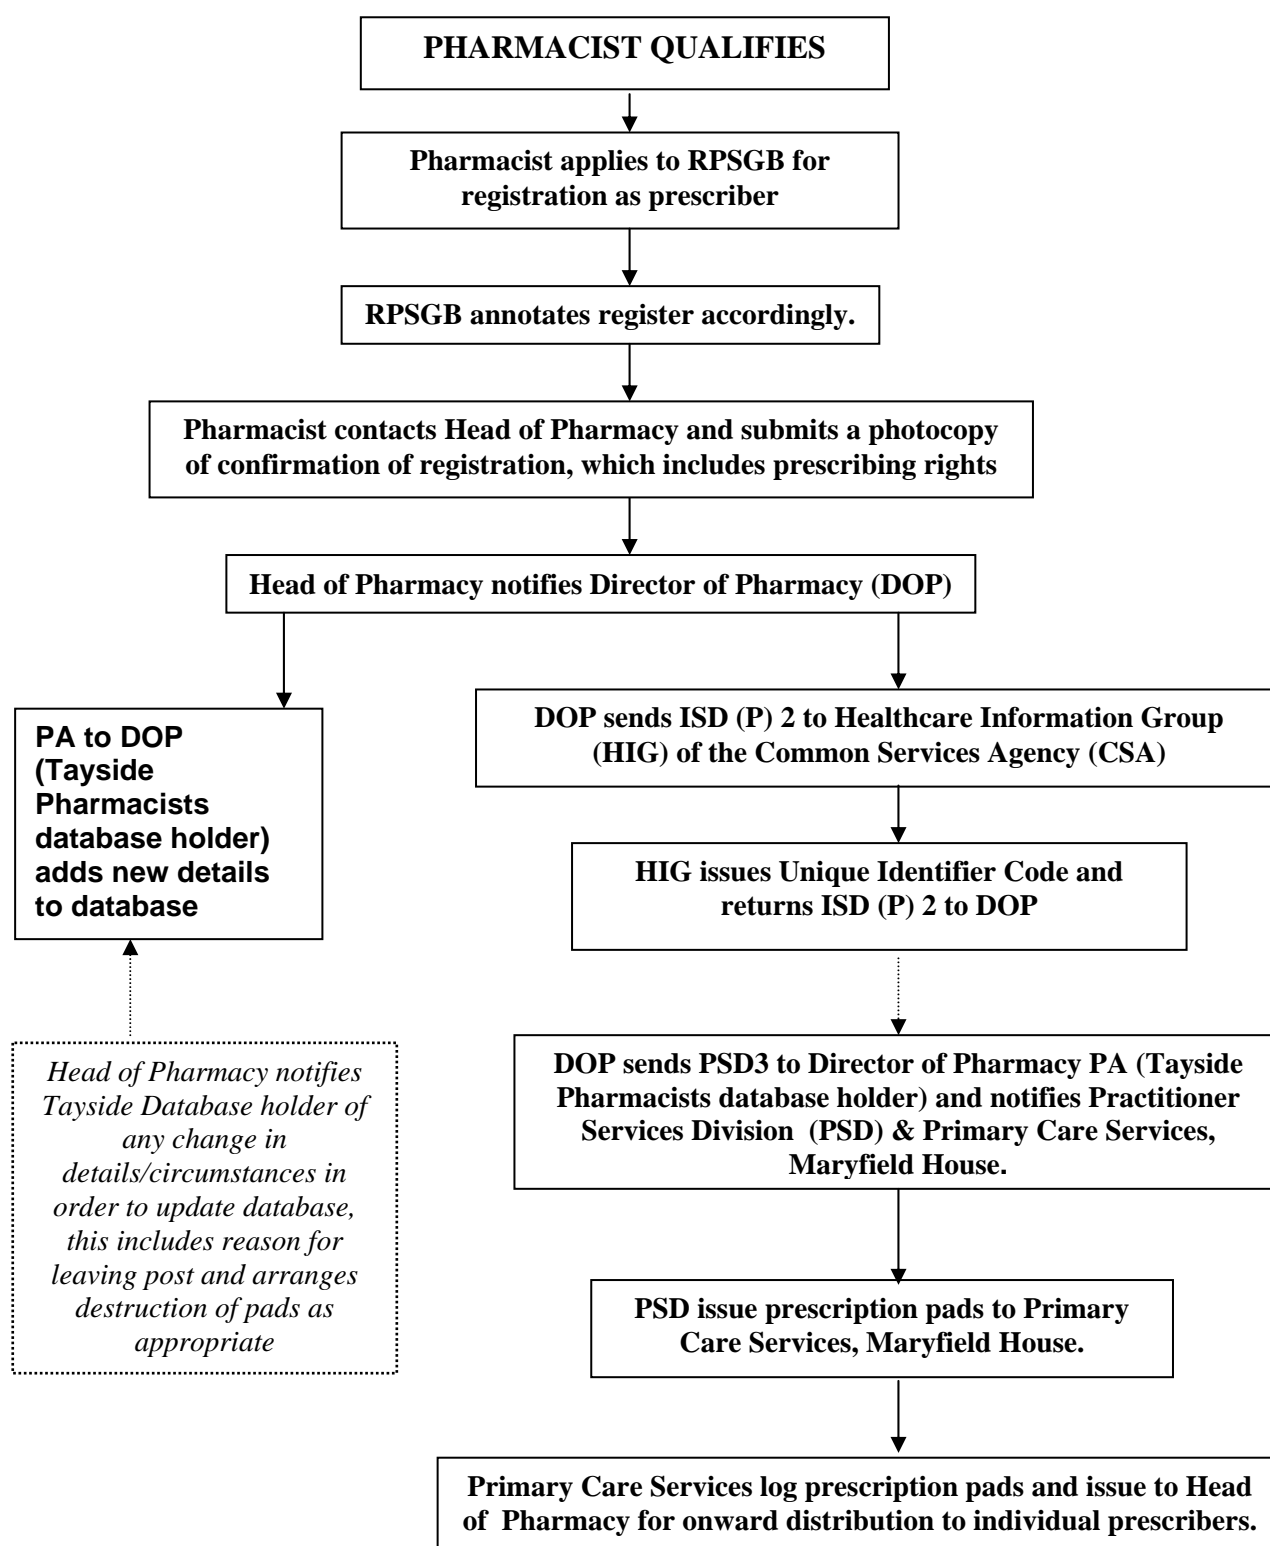 PHARMACIST QUALIFIES
Pharmacist applies to RPSGB for
registration as prescriber
RPSGB annotates register accordingly.
Pharmacist contacts Head of Pharmacy and submits a photocopy
of confirmation of registration, which includes prescribing rights
Head of Pharmacy notifies Director of Pharmacy (DOP)
PA to DOP
(Tayside
Pharmacists
database holder)
adds new details
to database
DOP sends ISD (P) 2 to Healthcare Information Group
(HIG) of the Common Services Agency (CSA)
HIG issues Unique Identifier Code and
returns ISD (P) 2 to DOP
Head of Pharmacy notifies
Tayside Database holder of
any change in
details/circumstances in
order to update database,
this includes reason for
leaving post and arranges
destruction of pads as
appropriate
DOP sends PSD3 to Director of Pharmacy PA (Tayside
Pharmacists database holder) and notifies Practitioner
Services Division (PSD) & Primary Care Services,
Maryfield House.
PSD issue prescription pads to Primary
Care Services, Maryfield House.
Primary Care Services log prescription pads and issue to Head
of Pharmacy for onward distribution to individual prescribers.